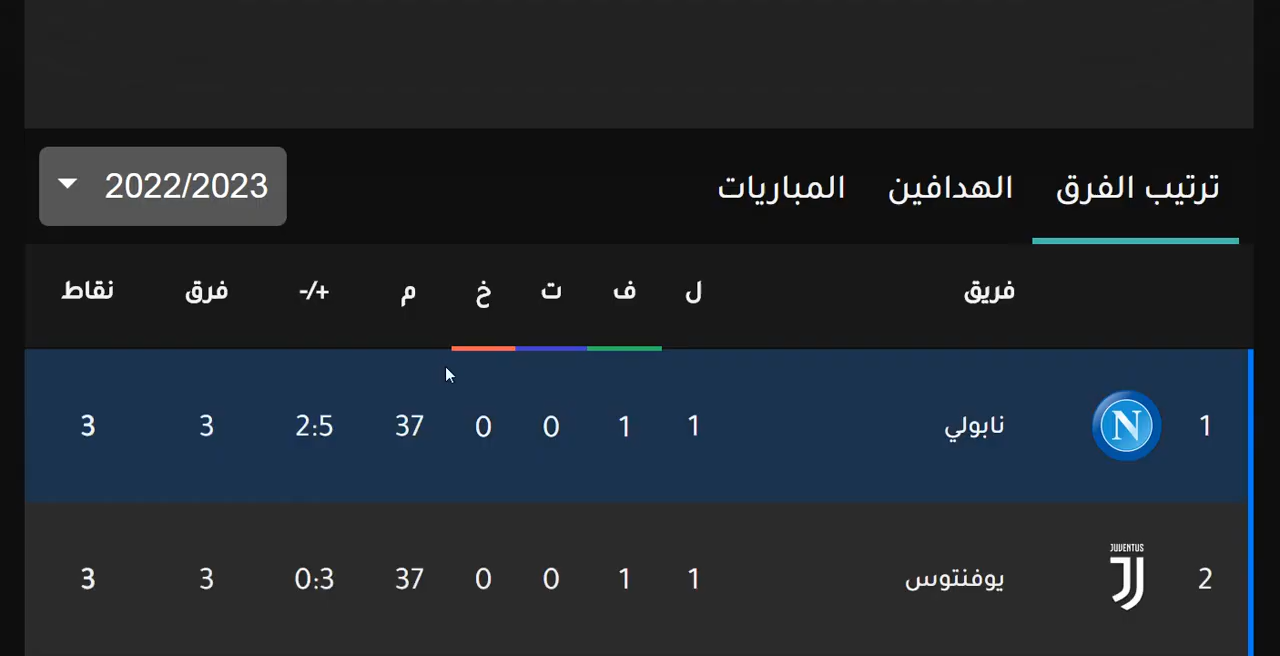 ترتيب الفرق الهدافين المباريات 2022/2023
فريق ل ف ت خ م +/- فرق نقاط
1 N نابولي 1 1 0 0 37 2:5 3 3
2 JUVENTUS يوفنتوس 1 1 0 0 37 0:3 3 3